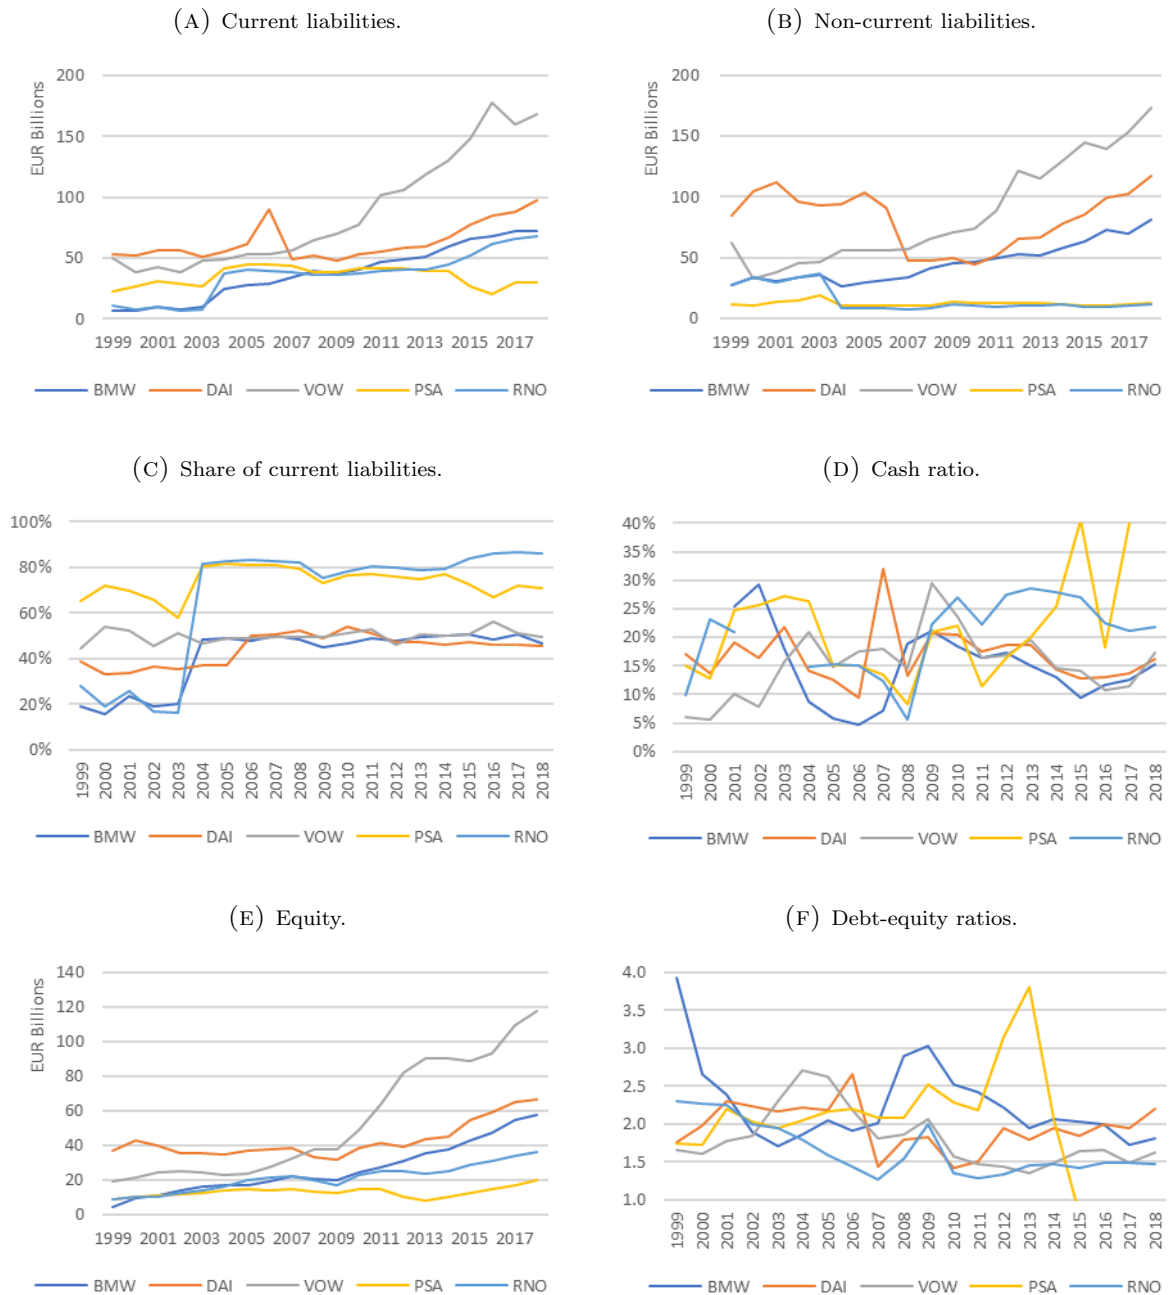 (A) Current liabilities.
EUR Billions
200
150
100
50
0
1999 2001 2003 2005 2007 2009 2011 2013 2015 2017
BMW DAI VOW PSA RNO
(B) Non-current liabilities.
EUR Billions
200
150
100
50
0
1999 2001 2003 2005 2007 2009 2011 2013 2015 2017
BMW DAI VOW PSA RNO
(C) Share of current liabilities.
100%
80%
60%
40%
20%
0%
1999 2000 2001 2002 2003 2004 2005 2006 2007 2008 2009 2010 2011 2012 2013 2014 2015 2016 2017 2018
BMW DAI VOW PSA RNO
(D) Cash ratio.
40%
35%
30%
25%
20%
15%
10%
5%
0%
1999 2000 2001 2002 2003 2004 2005 2006 2007 2008 2009 2010 2011 2012 2013 2014 2015 2016 2017 2018
BMW DAI VOW PSA RNO
(E) Equity.
EUR Billions
140
120
100
80
60
40
20
0
1999 2001 2003 2005 2007 2009 2011 2013 2015 2017
BMW DAI VOW PSA RNO
(F) Debt-equity ratios.
4.0
3.5
3.0
2.5
2.0
1.5
1.0
1999 2000 2001 2002 2003 2004 2005 2006 2007 2008 2009 2010 2011 2012 2013 2014 2015 2016 2017 2018
BMW DAI VOW PSA RNO